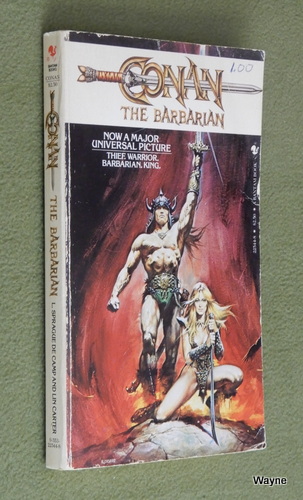 CONAN
THE BARBARIAN
1.00
NOW A MAJOR
UNIVERSAL PICTURE
THIEF. WARRIOR.
BARBARIAN. KING.
CONAN
THE BARBARIAN
L. SPRAGUE DE CAMP AND LIN CARTER
Wayne